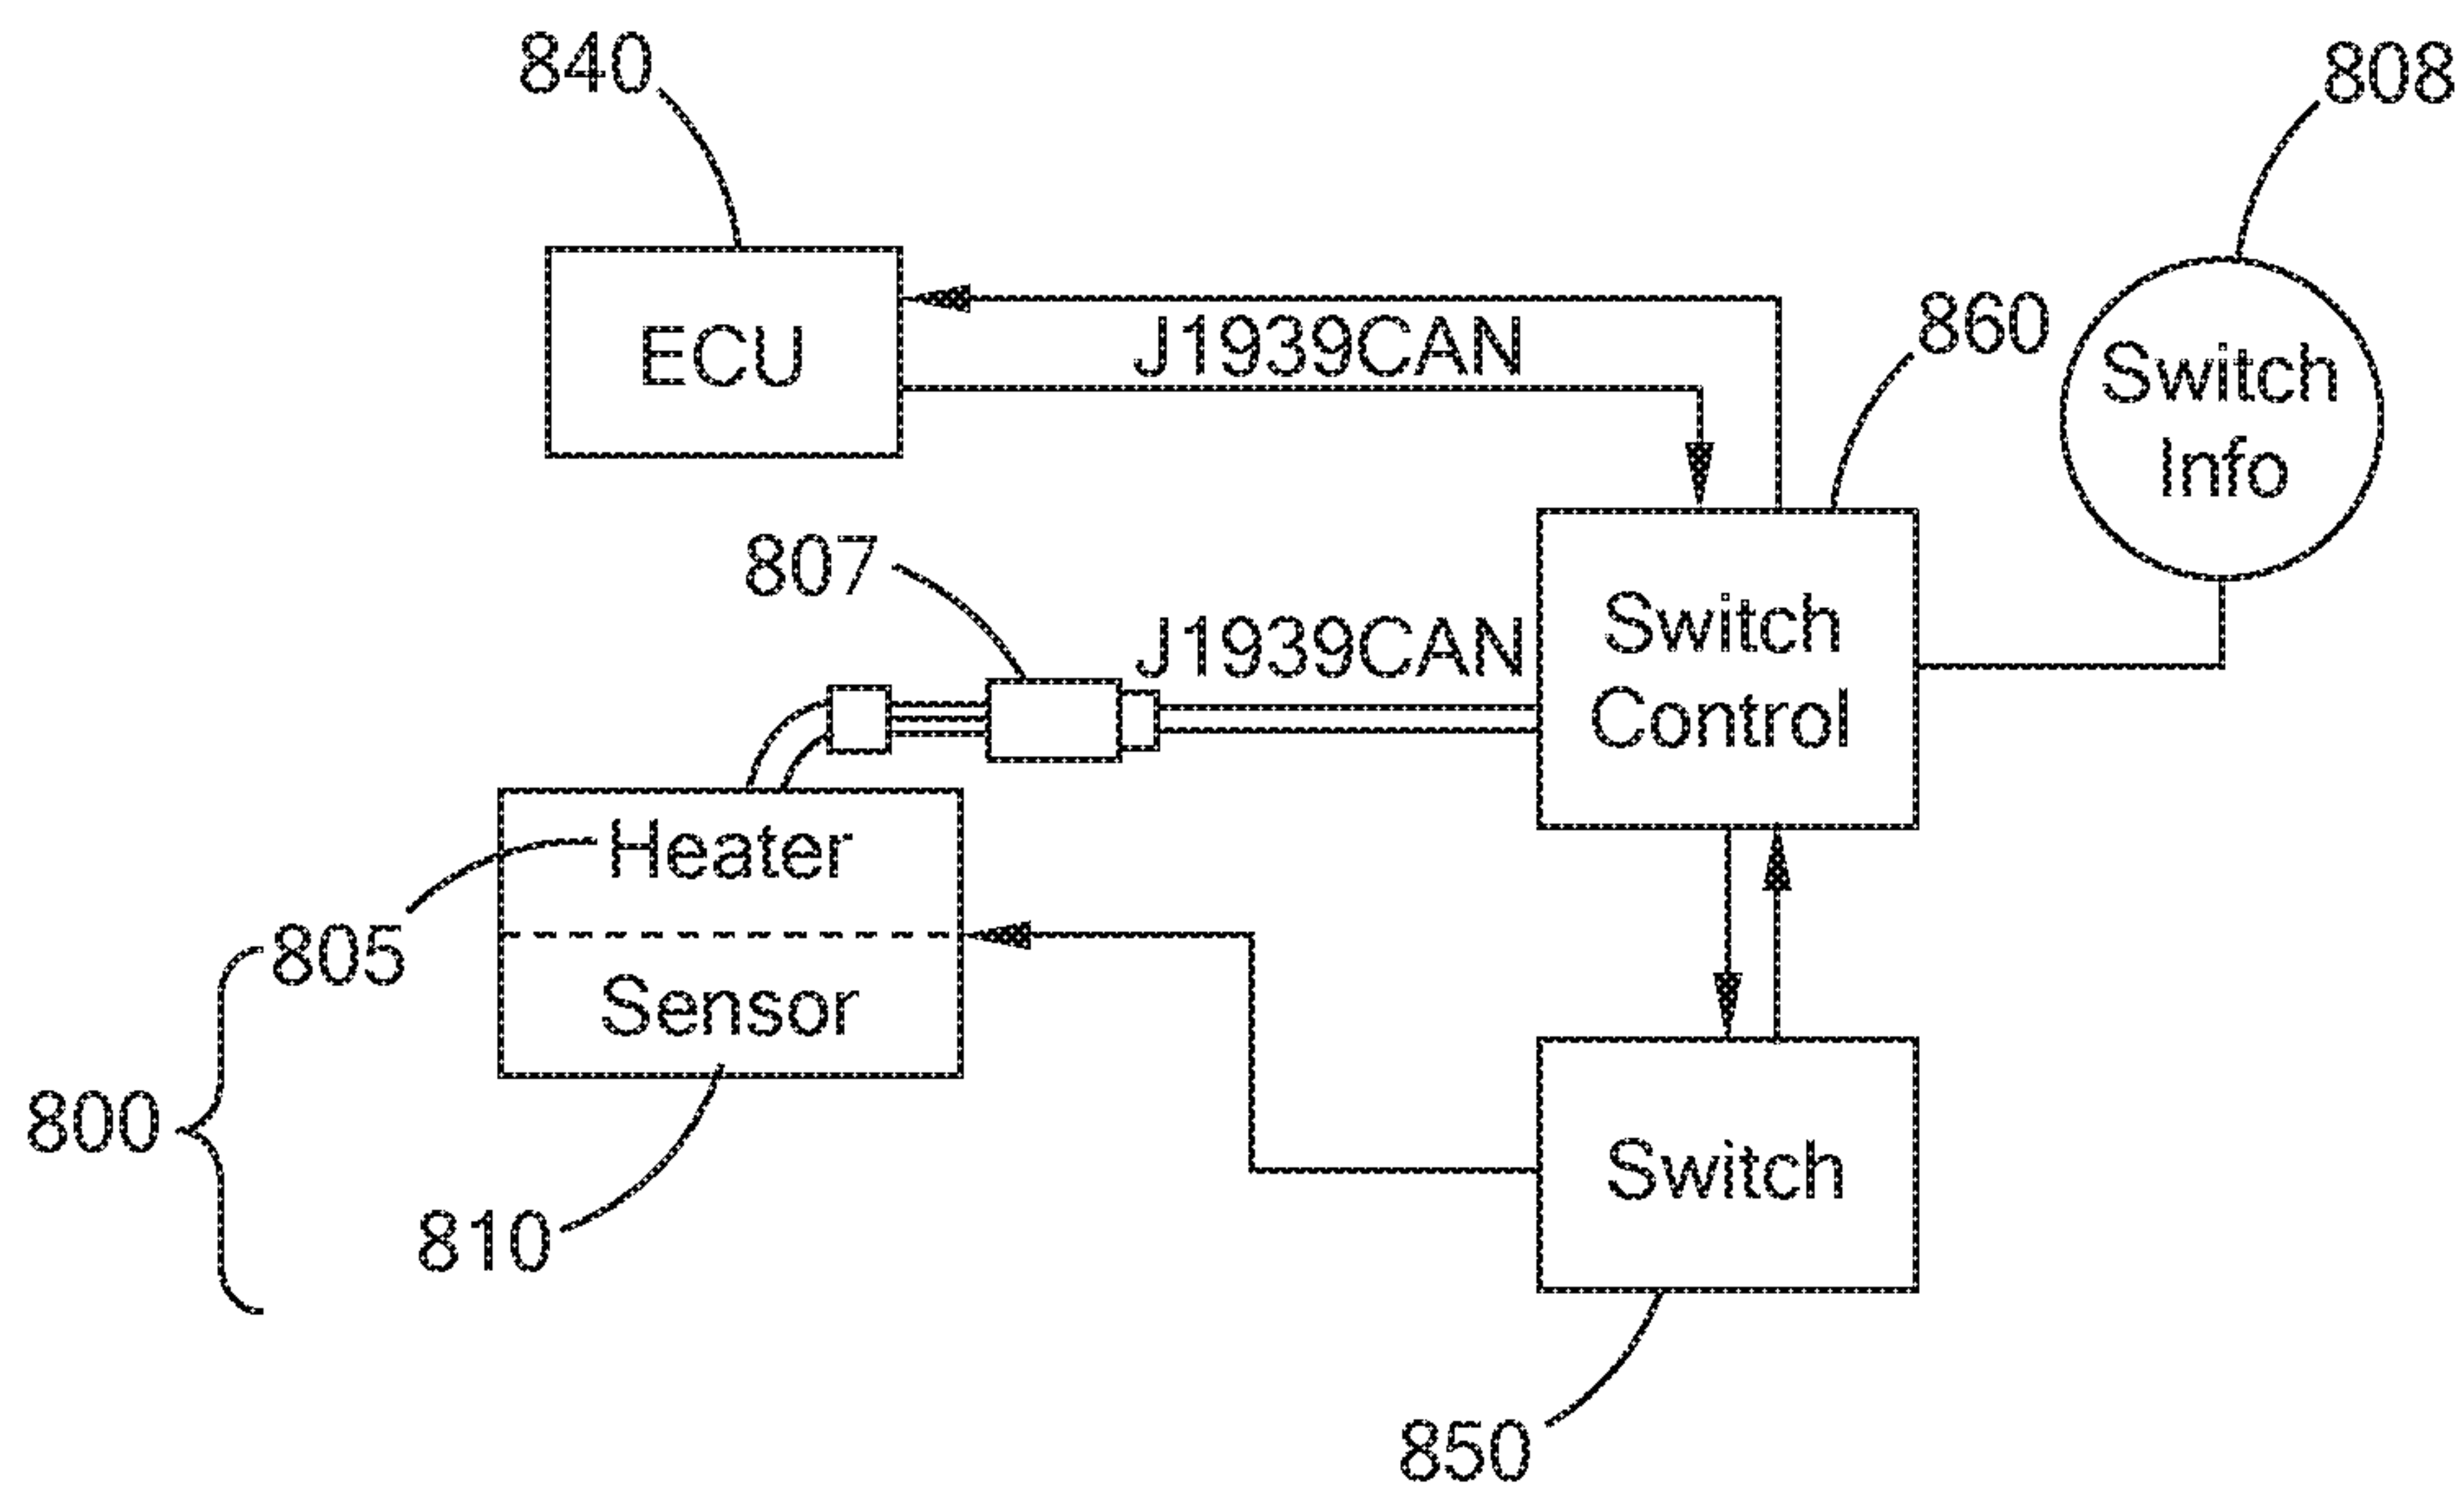 840
808
ECU
J1939CAN
860
Switch
Info
807
J1939CAN
Switch
Control
Heater
805
Sensor
800
810
Switch
850